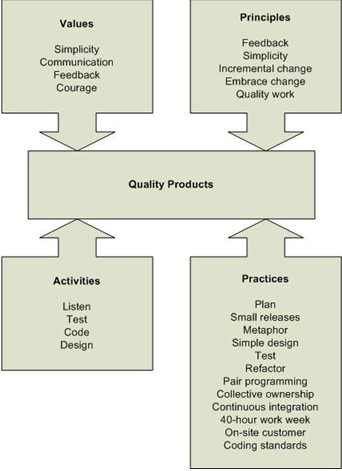 Values
Simplicity
Communication
Feedback
Courage
Principles
Feedback
Simplicity
Incremental change
Embrace change
Quality work
Quality Products
Activities
Listen
Test
Code
Design
Practices
Plan
Small releases
Metaphor
Simple design
Test
Refactor
Pair programming
Collective ownership
Continuous integration
40-hour work week
On-site customer
Coding standards